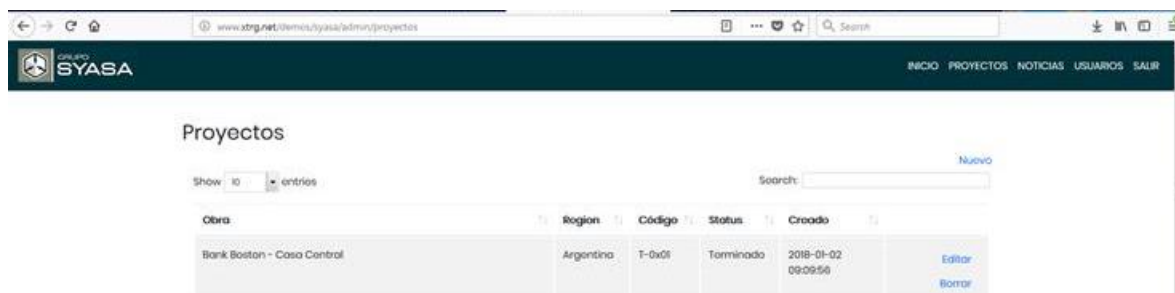 www.xtrg.net/demos/syasa/admin/proyectos
Search
GRUPO
SYASA
INICIO PROYECTOS NOTICIAS USUARIOS SALIR
Proyectos
Nuevo
Show 10 entries
Search:
Obra Region Código Status Creado
Bank Boston - Casa Central Argentina T-0x01 Terminado 2018-01-02
09:09:56
Editar
Borrar